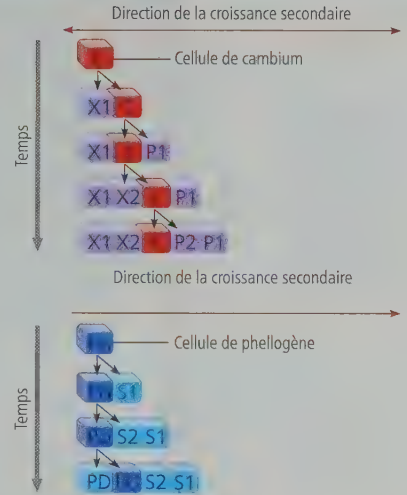 Direction de la croissance secondaire
Cellule de cambium
X1
X1 P1
X1 X2 P1
X1 X2 P2 P1
Temps
Direction de la croissance secondaire
Cellule de phellogène
S1
S2 S1
PD S2 S1
Temps